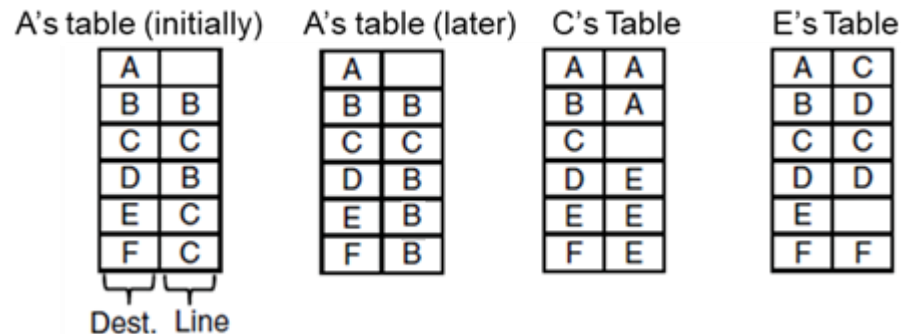 A's table (initially) A's table (later) C's Table E's Table
A A A A A C
B B B B B A B D
C C C C C C C
D B D B D E D D
E C E B E E E
F C F B F E F F
Dest. Line